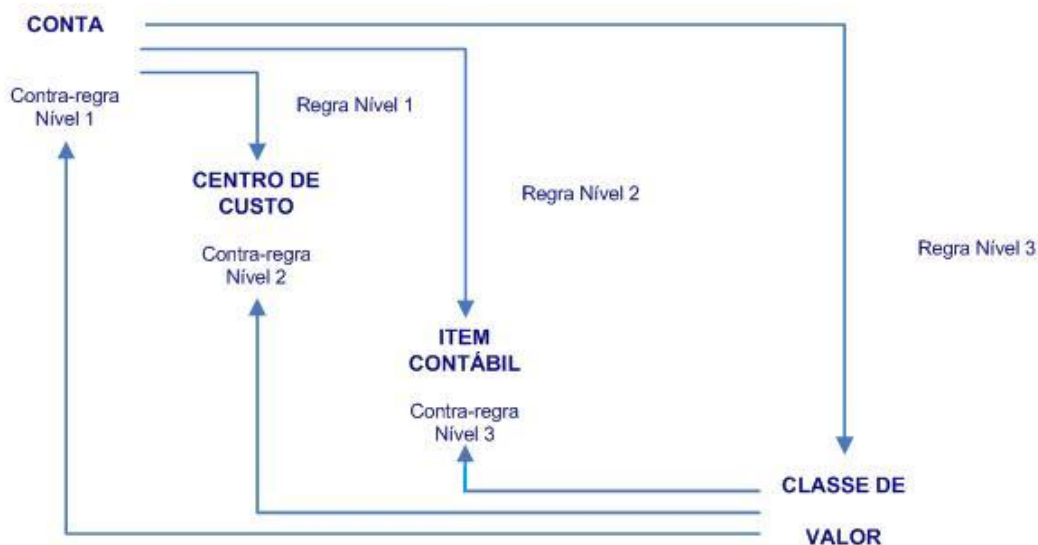 CONTA
Contra-regra
Nível 1
Regra Nível 1
CENTRO DE
CUSTO
Regra Nível 2
Contra-regra
Nível 2
Regra Nível 3
ITEM
CONTÁBIL
Contra-regra
Nível 3
CLASSE DE
VALOR